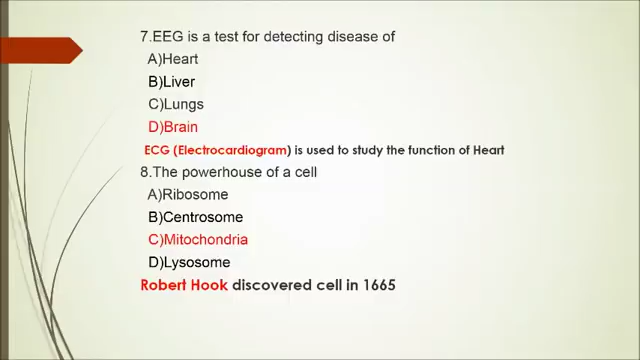 7.EEG is a test for detecting disease of
A)Heart
B)Liver
C)Lungs
D)Brain
ECG (Electrocardiogram) is used to study the function of Heart
8.The powerhouse of a cell
A)Ribosome
B)Centrosome
C)Mitochondria
D)Lysosome
Robert Hook discovered cell in 1665